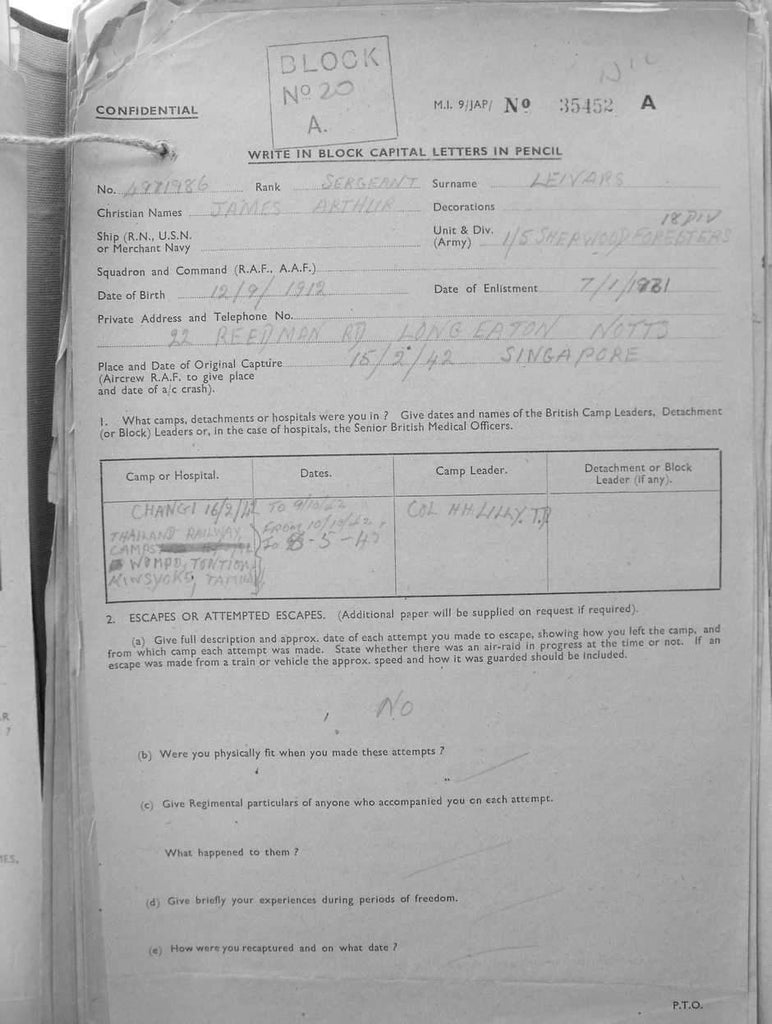 BLOCK
Nº 20
A.
CONFIDENTIAL
M.I. 9/JAP/ Nº 35452 A
WRITE IN BLOCK CAPITAL LETTERS IN PENCIL
No. 4971986 Rank SERGEANT Surname LEIVARS
Christian Names JAMES ARTHUR Decorations
18 DIV
Ship (R.N., U.S.N. or Merchant Navy Unit & Div. (Army) 1/5 SHERWOOD FORESTERS
Squadron and Command (R.A.F., A.A.F.)
Date of Birth 12/9/1912 Date of Enlistment 7/1/1931
Private Address and Telephone No.
22 REEDMAN RD LONG EATON NOTTS
Place and Date of Original Capture 15/2/42 SINGAPORE
(Aircrew R.A.F. to give place
and date of a/c crash).
1. What camps, detachments or hospitals were you in ? Give dates and names of the British Camp Leaders, Detachment
(or Block) Leaders or, in the case of hospitals, the Senior British Medical Officers.
Camp or Hospital. Dates. Camp Leader. Detachment or Block Leader (if any).
CHANGI 16/2/42 TO 9/10/42 COL HH. LILLY.
THAILAND RAILWAY FROM 10/10/42
CAMPS TO -5-
WOMPO, TONTION
KINSYOKE,
2. ESCAPES OR ATTEMPTED ESCAPES. (Additional paper will be supplied on request if required).
(a) Give full description and approx. date of each attempt you made to escape, showing how you left the camp, and
from which camp each attempt was made. State whether there was an air-raid in progress at the time or not. If an
escape was made from a train or vehicle the approx. speed and how it was guarded should be included.
NO
(b) Were you physically fit when you made these attempts ?
(c) Give Regimental particulars of anyone who accompanied you on each attempt.
What happened to them ?
(d) Give briefly your experiences during periods of freedom.
(e) How were you recaptured and on what date ?
P.T.O.